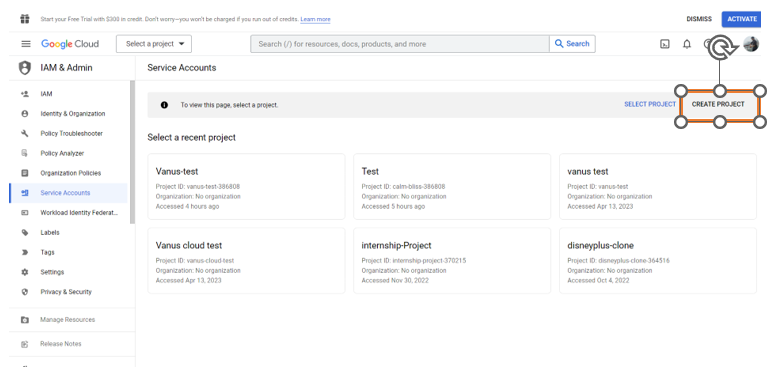 Start your Free Trial with $300 in credit. Don't worry—you won't be charged if you run out of credits. Learn more
DISMISS
ACTIVATE
Google Cloud
Select a project
Search (/) for resources, docs, products, and more
Search
IAM & Admin
Service Accounts
IAM
Identity & Organization
Policy Troubleshooter
Policy Analyzer
Organization Policies
Service Accounts
Workload Identity Federat...
Labels
Tags
Settings
Privacy & Security
Manage Resources
Release Notes
To view this page, select a project.
SELECT PROJECT
CREATE PROJECT
Select a recent project
Vanus-test
Project ID: vanus-test-386808
Organization: No organization
Accessed 4 hours ago
Test
Project ID: calm-bliss-386808
Organization: No organization
Accessed 5 hours ago
vanus test
Project ID: vanus-test
Organization: No organization
Accessed Apr 13, 2023
Vanus cloud test
Project ID: vanus-cloud-test
Organization: No organization
Accessed Apr 13, 2023
internship-Project
Project ID: internship-project-370215
Organization: No organization
Accessed Nov 30, 2022
disneyplus-clone
Project ID: disneyplus-clone-364516
Organization: No organization
Accessed Oct 4, 2022